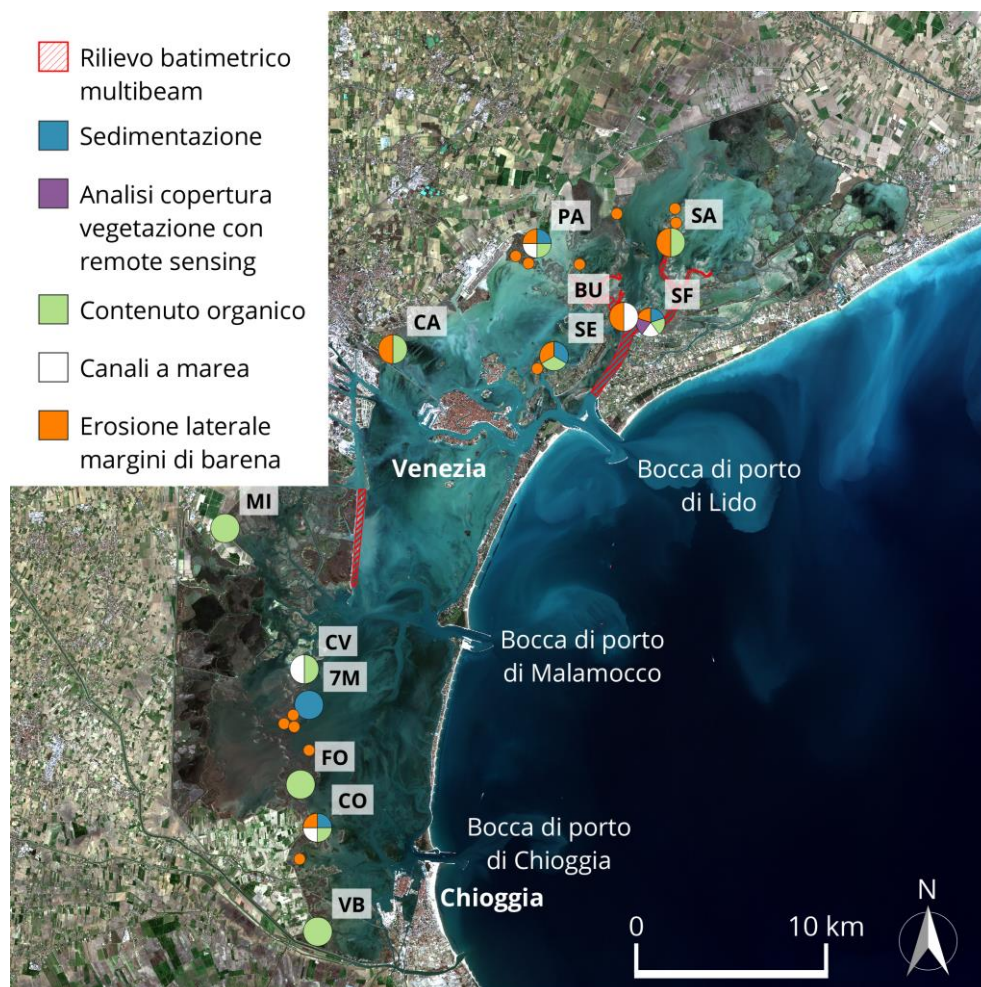 Rilievo batimetrico
multibeam
Sedimentazione
Analisi copertura
vegetazione con
remote sensing
Contenuto organico
Canali a marea
Erosione laterale
margini di barena
PA
SA
BU
SF
CA
SE
Venezia
Bocca di porto
di Lido
MI
CV
Bocca di porto
di Malamocco
7M
FO
CO
Bocca di porto
di Chioggia
VB
Chioggia
N
0 10 km